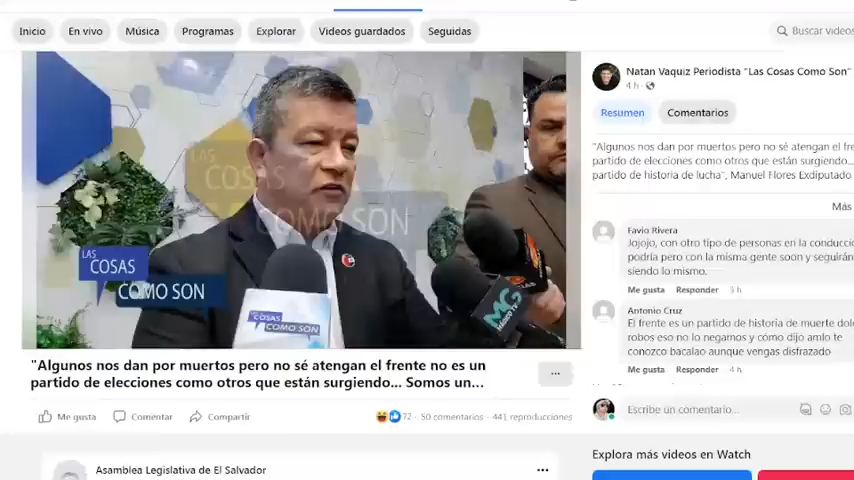 Inicio
En vivo
Música
Programas
Explorar
Videos guardados
Seguidas
Buscar videos
LAS
COSAS
COMO SON
LAS
COSAS
COMO SON
LAS COSAS
COMO SON
MG
"Algunos nos dan por muertos pero no sé atengan el frente no es un
partido de elecciones como otros que están surgiendo... Somos un...
Me gusta
Comentar
Compartir
72 · 50 comentarios · 441 reproducciones
Asamblea Legislativa de El Salvador
Natan Vaquiz Periodista "Las Cosas Como Son"
4 h ·
Resumen
Comentarios
"Algunos nos dan por muertos pero no sé atengan el fre
partido de elecciones como otros que están surgiendo...
partido de historia de lucha", Manuel Flores Exdiputado
Más
Favio Rivera
Jojojo, con otro tipo de personas en la conducció
podría pero con la misma gente soon y seguirán
siendo lo mismo.
Me gusta Responder 3 h
Antonio Cruz
El frente es un partido de historia de muerte dolo
robos eso no lo negamos y cómo dijo amlo te
conozco bacalao aunque vengas disfrazado
Me gusta Responder 4 h
Escribe un comentario...
Explora más videos en Watch